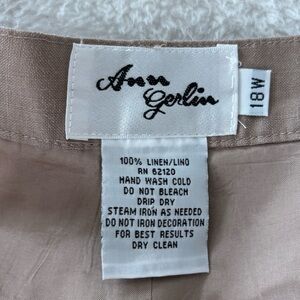 Ann
Gerlin
18W
100% LINEN/LINO
RN 62120
HAND WASH COLD
DO NOT BLEACH
DRIP DRY
STEAM IRON AS NEEDED
DO NOT IRON DECORATION
FOR BEST RESULTS
DRY CLEAN